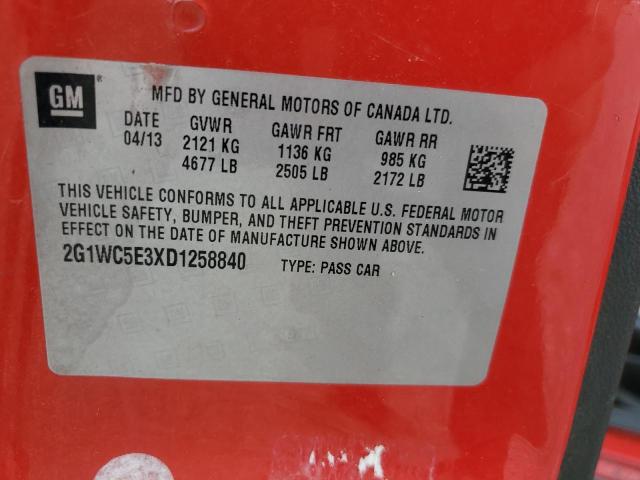 GM®
MFD BY GENERAL MOTORS OF CANADA LTD.
DATE GVWR GAWR FRT GAWR RR
04/13 2121 KG 1136 KG 985 KG
4677 LB 2505 LB 2172 LB
THIS VEHICLE CONFORMS TO ALL APPLICABLE U.S. FEDERAL MOTOR
VEHICLE SAFETY, BUMPER, AND THEFT PREVENTION STANDARDS IN
EFFECT ON THE DATE OF MANUFACTURE SHOWN ABOVE.
2G1WC5E3XD1258840 TYPE: PASS CAR